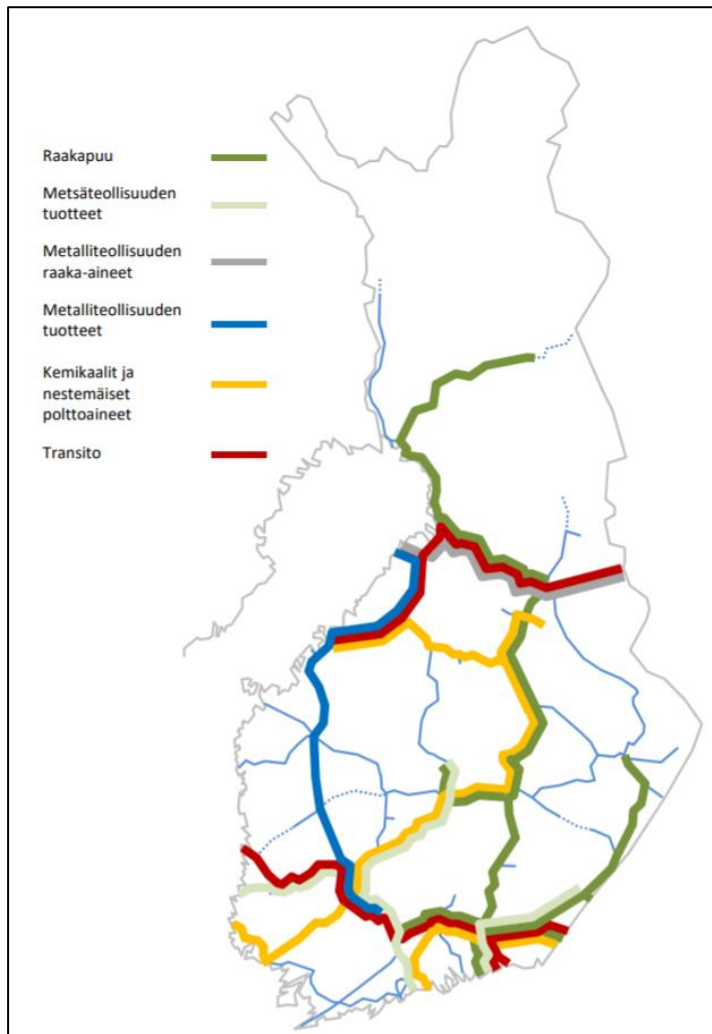 Raakapuu
Metsäteollisuuden
tuotteet
Metalliteollisuuden
raaka-aineet
Metalliteollisuuden
tuotteet
Kemikaalit ja
nestemäiset
polttoaineet
Transito